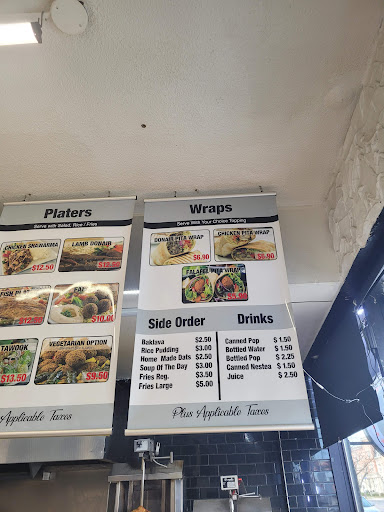 Platers
Serve with Salad, Rice / Fries
CHICKEN SHAWARMA
$12.50
LAMB DONAIR
$12.50
FISH
$10.00
TAWOOK
$13.50
VEGETARIAN OPTION
$9.50
Applicable Taxes
Wraps
Serve With Your Choice Topping
DONAIR PITA WRAP
$6.90
CHICKEN PITA WRAP
$6.90
FALAFEL PITA WRAP
Side Order
Baklava $2.50
Rice Pudding $3.00
Home Made Dats $2.50
Soup Of The Day $3.00
Fries Reg. $3.50
Fries Large $5.00
Drinks
Canned Pop $ 1.50
Bottled Water $ 1.50
Bottled Pop $ 2.25
Canned Nestea $ 1.50
Juice $ 2.50
Plus Applicable Taxes